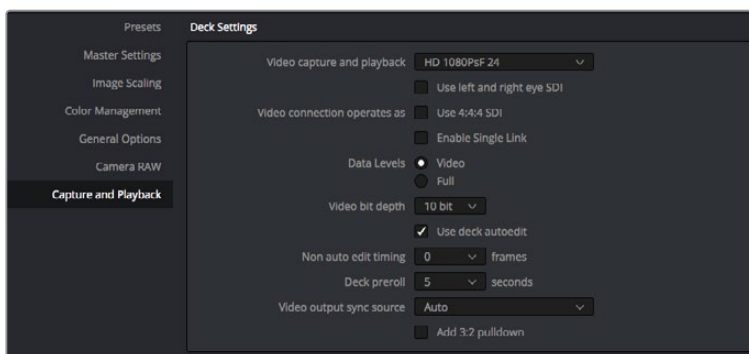 Presets
Master Settings
Image Scaling
Color Management
General Options
Camera RAW
Capture and Playback
Deck Settings
Video capture and playback HD 1080PsF 24
Use left and right eye SDI
Video connection operates as Use 4:4:4 SDI
Enable Single Link
Data Levels Video
Full
Video bit depth 10 bit
Use deck autoedit
Non auto edit timing 0 frames
Deck preroll 5 seconds
Video output sync source Auto
Add 3:2 pulldown